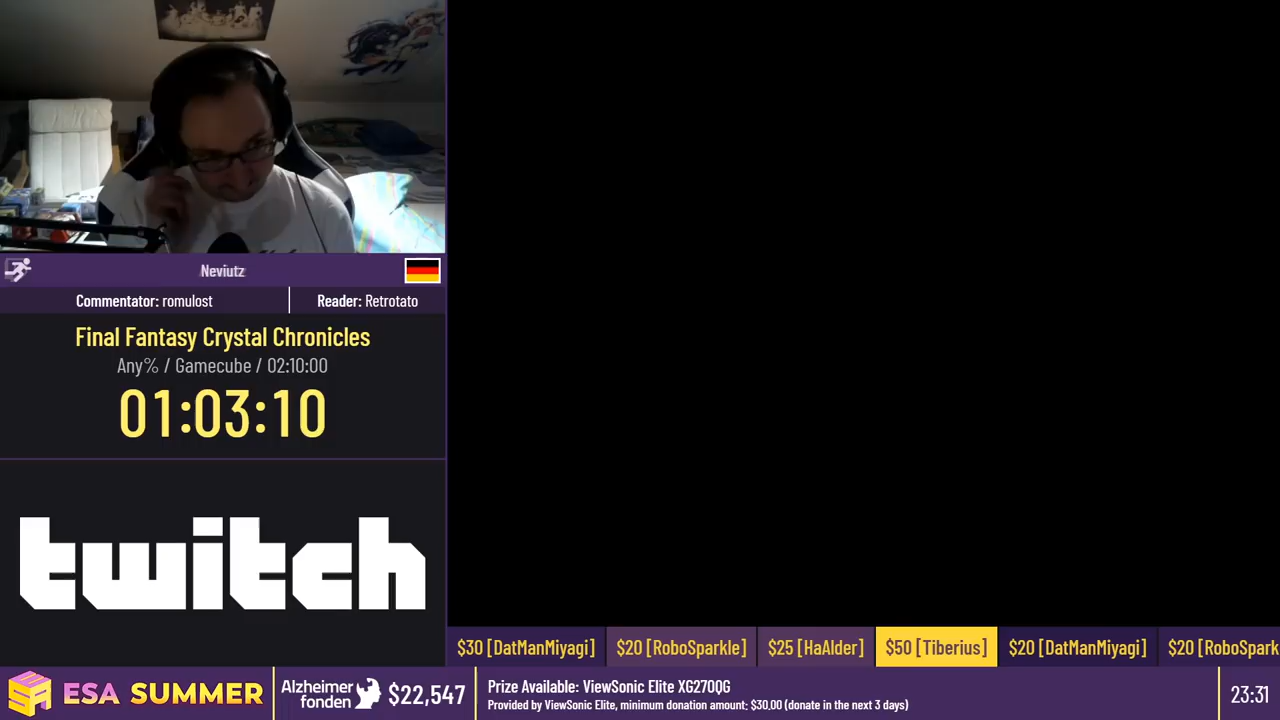 Neviutz
Commentator: romulost
Reader: Retrotato
Final Fantasy Crystal Chronicles
Any% / Gamecube / 02:10:00
01:03:10
twitch
$30 [DatManMiyagi]
$20 [RoboSparkle]
$25 [HaAlder]
$50 [Tiberius]
$20 [DatManMiyagi]
$20 [RoboSpark
ESA SUMMER
Alzheimer
fonden
$22,547
Prize Available: ViewSonic Elite XG270QG
Provided by ViewSonic Elite, minimum donation amount: $30.00 (donate in the next 3 days)
23:31